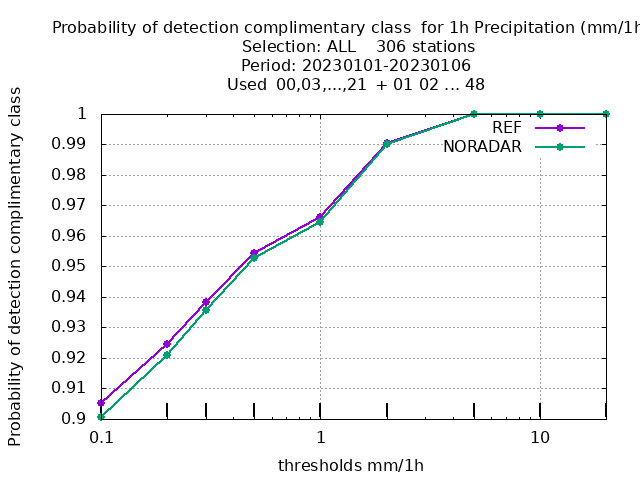 Probability of detection complimentary class for 1h Precipitation (mm/1h
Selection: ALL 306 stations
Period: 20230101-20230106
Used 00,03,...,21 + 01 02 ... 48
Probability of detection complimentary class
1
0.99
0.98
0.97
0.96
0.95
0.94
0.93
0.92
0.91
0.9
REF
NORADAR
0.1
1
10
thresholds mm/1h